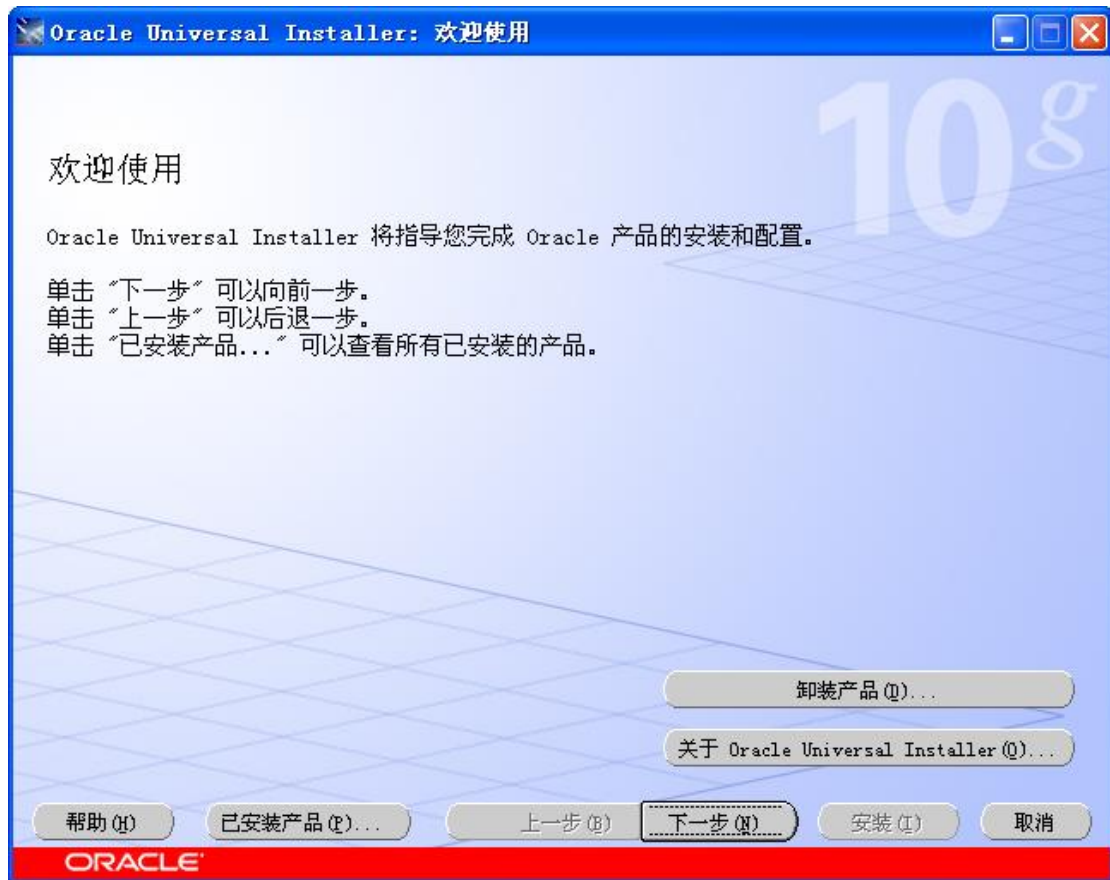 Oracle Universal Installer: 欢迎使用
10g
欢迎使用
Oracle Universal Installer 将指导您完成 Oracle 产品的安装和配置。
单击 "下一步" 可以向前一步。
单击 "上一步" 可以后退一步。
单击 "已安装产品..." 可以查看所有已安装的产品。
卸装产品(D)...
关于 Oracle Universal Installer(O)...
帮助(H) 已安装产品(P)... 上一步(B) 下一步(N) 安装(I) 取消
ORACLE